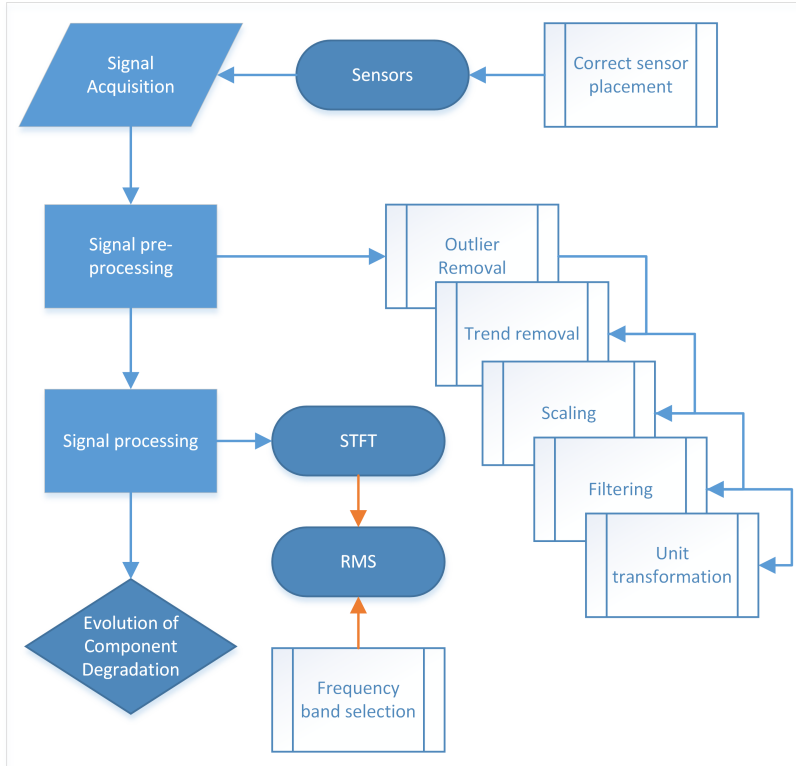 Signal
Acquisition
Sensors
Correct sensor
placement
Signal pre-
processing
Outlier
Removal
Trend removal
Scaling
Filtering
Unit
transformation
Signal processing
STFT
RMS
Frequency
band selection
Evolution of
Component
Degradation